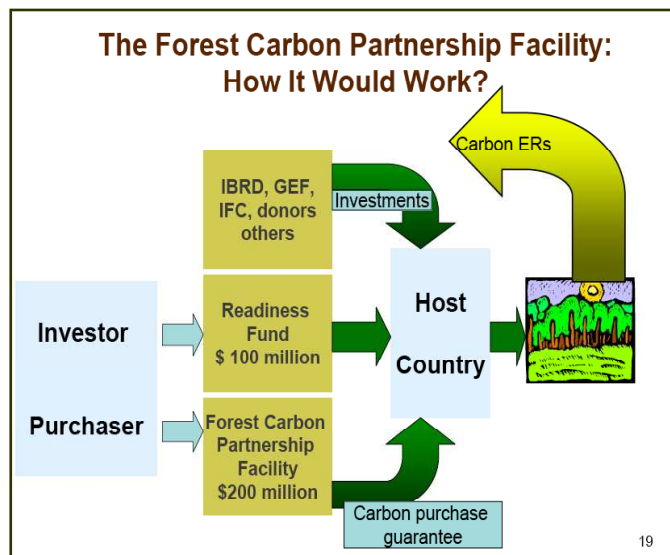 The Forest Carbon Partnership Facility:
How It Would Work?
Carbon ERs
IBRD, GEF,
IFC, donors
others
Investments
Investor
Purchaser
Readiness
Fund
$ 100 million
Host
Country
Forest Carbon
Partnership
Facility
$200 million
Carbon purchase
guarantee
19